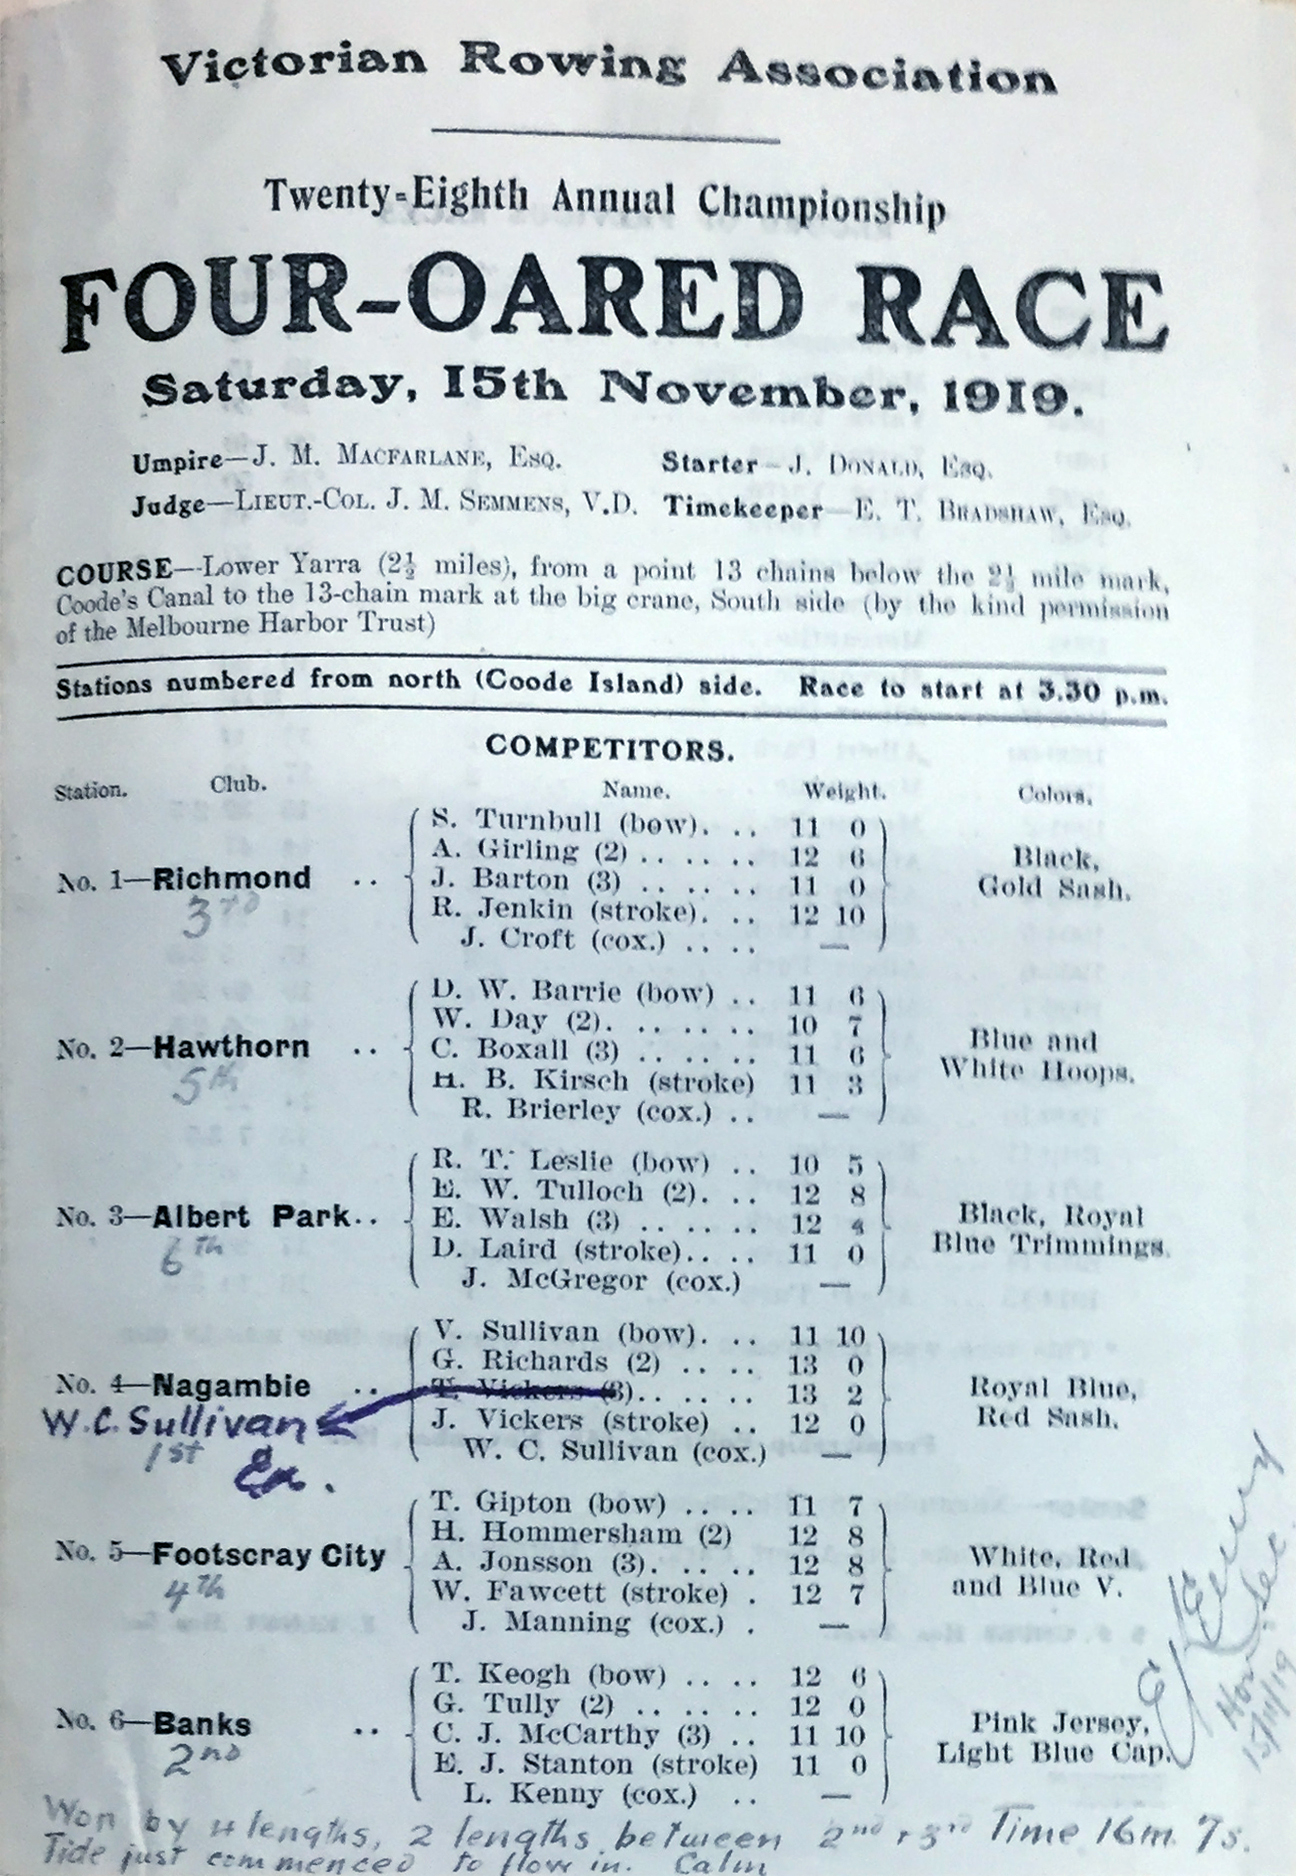 Victorian Rowing Association
Twenty-Eighth Annual Championship
FOUR-OARED RACE
Saturday, 15th November, 1919.
Umpire—J. M. MACFARLANE, ESQ. Starter—J. DONALD, ESQ.
Judge—LIEUT.-COL. J. M. SEMMENS, V.D. Timekeeper—E. T. BRADSHAW, ESQ.
COURSE—Lower Yarra (2½ miles), from a point 13 chains below the 2½ mile mark,
Coode's Canal to the 13-chain mark at the big crane, South side (by the kind permission
of the Melbourne Harbor Trust)
Stations numbered from north (Coode Island) side. Race to start at 3.30 p.m.
COMPETITORS.
Station. Club. Name. Weight. Colors.
S. Turnbull (bow). .. 11 0
A. Girling (2) .. .. .. 12 6
No. 1—Richmond .. J. Barton (3) .. .. .. 11 0 Black, Gold Sash.
3rd
R. Jenkin (stroke). .. 12 10
J. Croft (cox.) .. .. —
D. W. Barrie (bow) .. 11 6
W. Day (2). .. .. .. 10 7
No. 2—Hawthorn .. C. Boxall (3) .. .. .. 11 6 Blue and White Hoops.
5th
H. B. Kirsch (stroke) 11 3
R. Brierley (cox.) .. —
R. T. Leslie (bow) .. 10 5
E. W. Tulloch (2). .. 12 8
No. 3—Albert Park.. E. Walsh (3) .. .. .. 12 4 Black, Royal Blue Trimmings.
6th
D. Laird (stroke).. .. 11 0
J. McGregor (cox.) —
V. Sullivan (bow). .. 11 10
G. Richards (2) .. .. 13 0
No. 4—Nagambie .. T. Vickers (3).. .. .. 13 2 Royal Blue, Red Sash.
W. C. Sullivan
J. Vickers (stroke) .. 12 0
1st
W. C. Sullivan (cox.) —
T. Gipton (bow) .. .. 11 7
H. Hommersham (2) 12 8
No. 5—Footscray City A. Jonsson (3). .. .. 12 8 White, Red and Blue V.
4th
W. Fawcett (stroke) . 12 7
J. Manning (cox.) . —
T. Keogh (bow) .. .. 12 6
G. Tully (2) .. .. .. 12 0
No. 6—Banks .. C. J. McCarthy (3) .. 11 10 Pink Jersey, Light Blue Cap.
2nd
E. J. Stanton (stroke) 11 0
L. Kenny (cox.) .. —
Hon. Sec.
15/11/19
Won by 4 lengths, 2 lengths between 2nd & 3rd Time 16m. 7s.
Tide just commenced to flow in. Calm